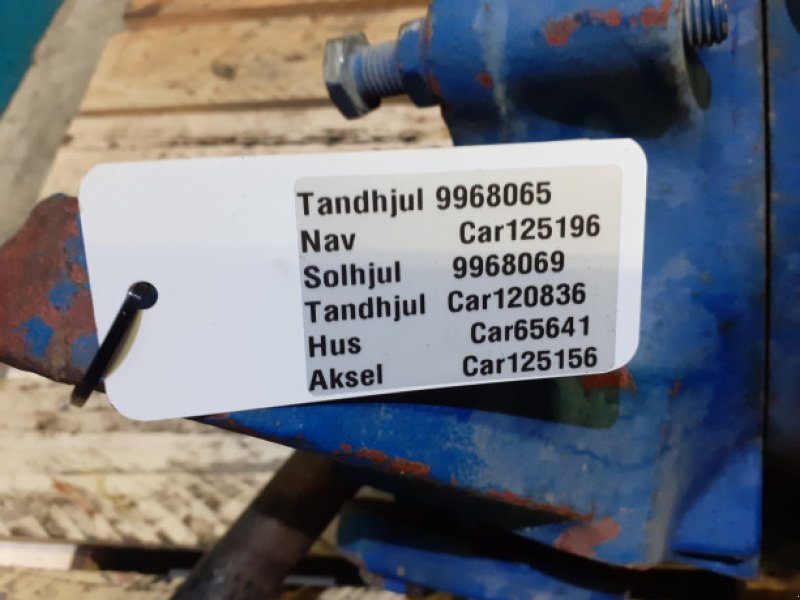 Tandhjul 9968065
Nav Car125196
Solhjul 9968069
Tandhjul Car120836
Hus Car65641
Aksel Car125156